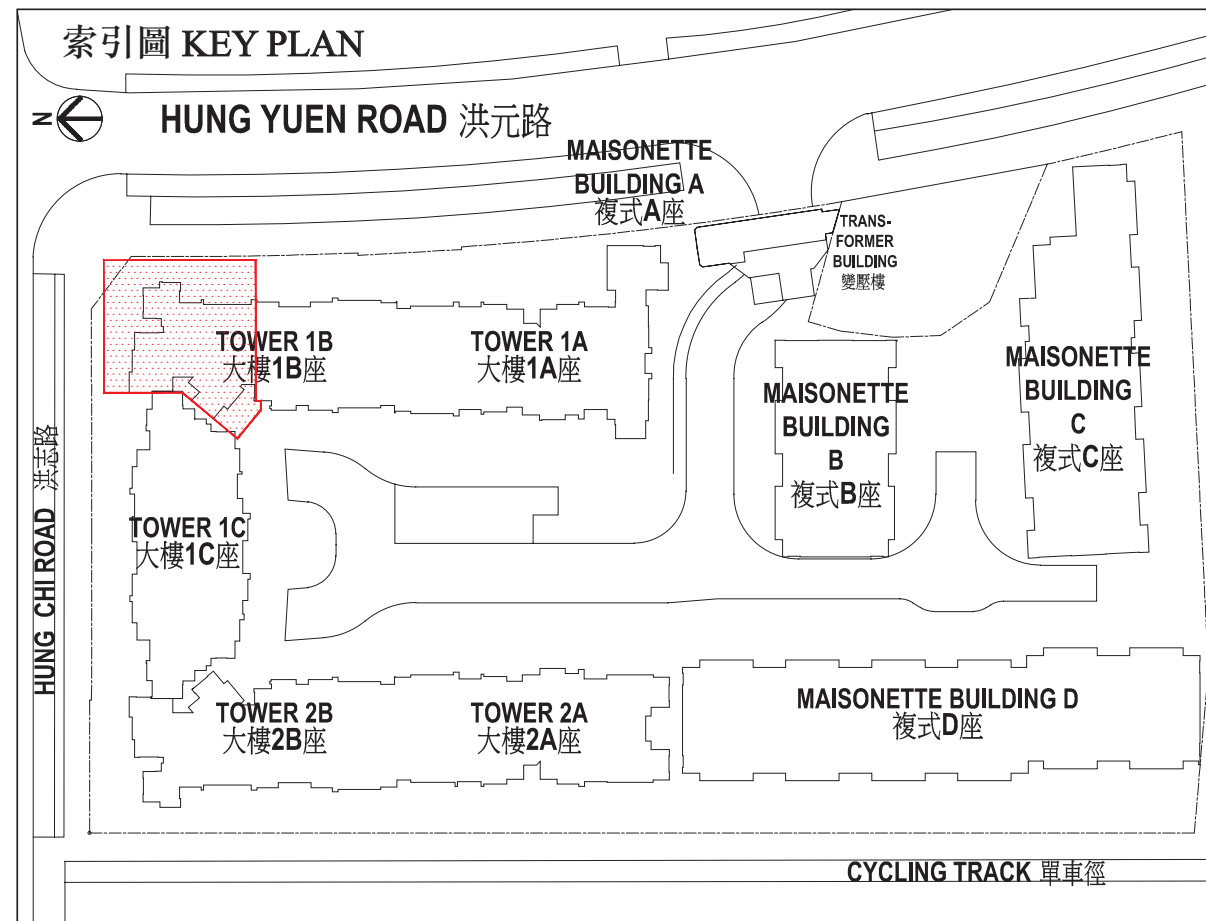 索引圖 KEY PLAN
N
HUNG YUEN ROAD 洪元路
MAISONETTE
BUILDING A
複式A座
TRANS-
FORMER
BUILDING
變壓樓
TOWER 1B
大樓1B座
TOWER 1A
大樓1A座
MAISONETTE
BUILDING
B
複式B座
MAISONETTE
BUILDING
C
複式C座
HUNG CHI ROAD 洪志路
TOWER 1C
大樓1C座
TOWER 2B
大樓2B座
TOWER 2A
大樓2A座
MAISONETTE BUILDING D
複式D座
CYCLING TRACK 單車徑